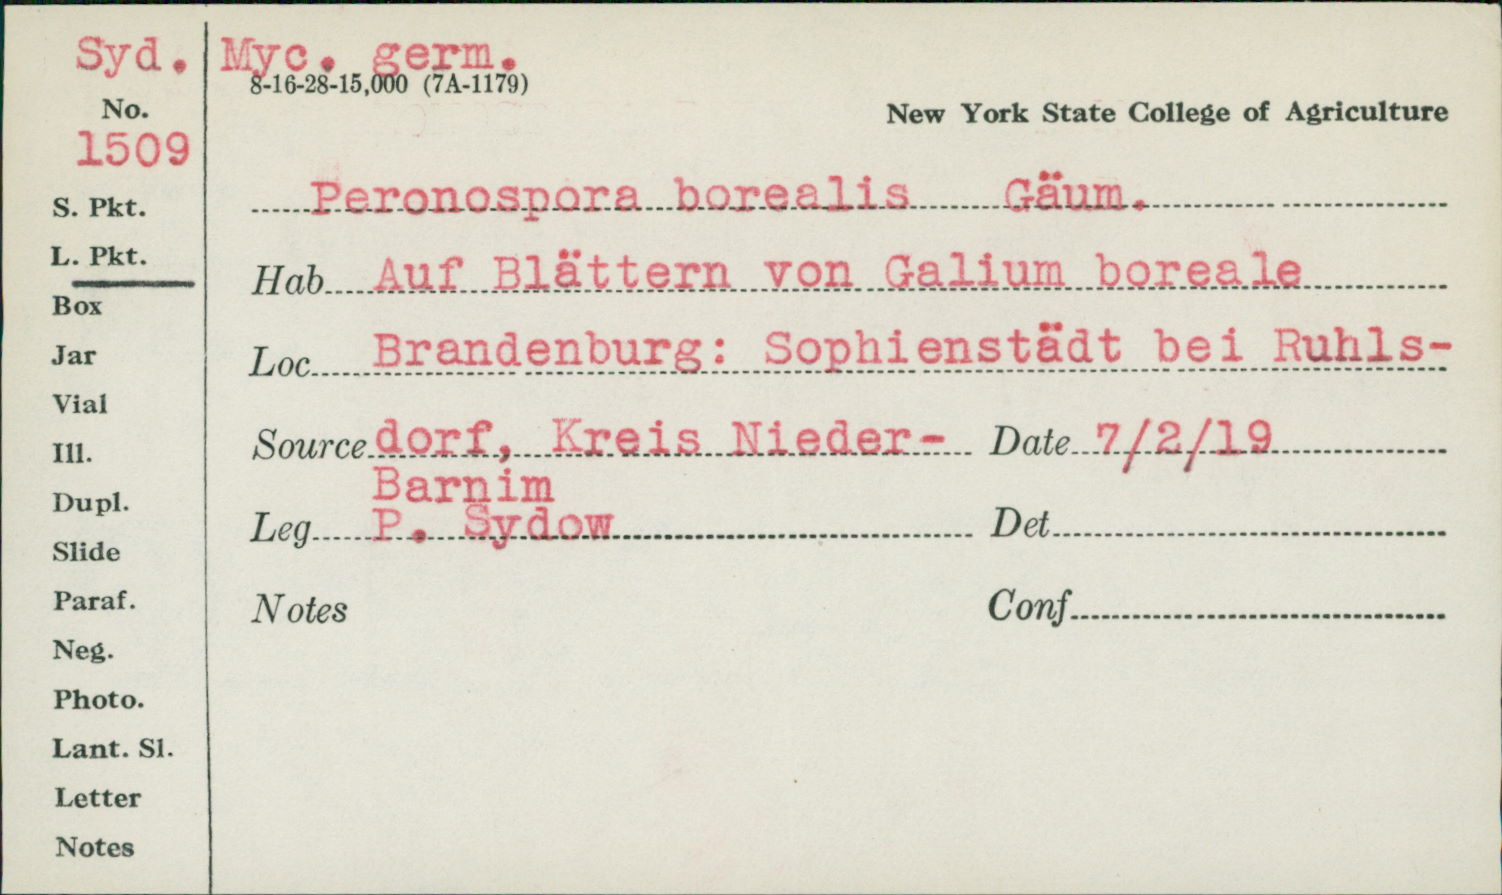 Syd. Myc. germ.
8-16-28-15,000 (7A-1179)
No.
New York State College of Agriculture
1509
Peronospora borealis Gäum.
S. Pkt.
L. Pkt.
Hab Auf Blättern von Galium boreale
Box
Jar
Loc Brandenburg: Sophienstädt bei Ruhls-
Vial
Source dorf, Kreis Nieder- Date 7/2/19
Ill.
Barnim
Dupl.
Leg P. Sydow Det
Slide
Paraf.
Notes Conf
Neg.
Photo.
Lant. Sl.
Letter
Notes